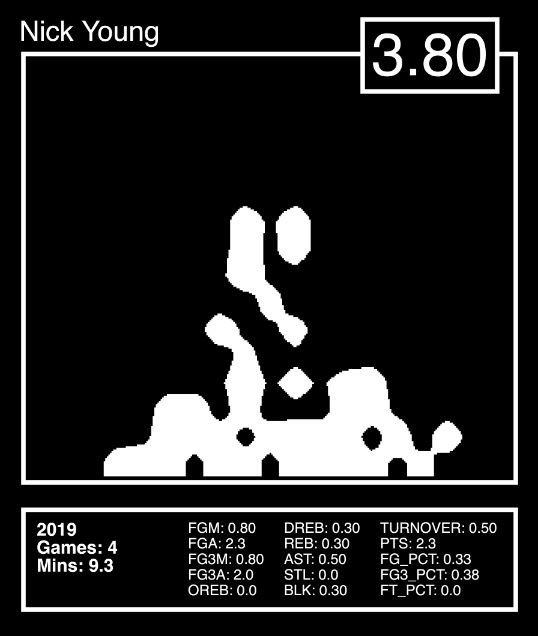 Nick Young
3.80
2019
Games: 4
Mins: 9.3
FGM: 0.80
FGA: 2.3
FG3M: 0.80
FG3A: 2.0
OREB: 0.0
DREB: 0.30
REB: 0.30
AST: 0.50
STL: 0.0
BLK: 0.30
TURNOVER: 0.50
PTS: 2.3
FG_PCT: 0.33
FG3_PCT: 0.38
FT_PCT: 0.0